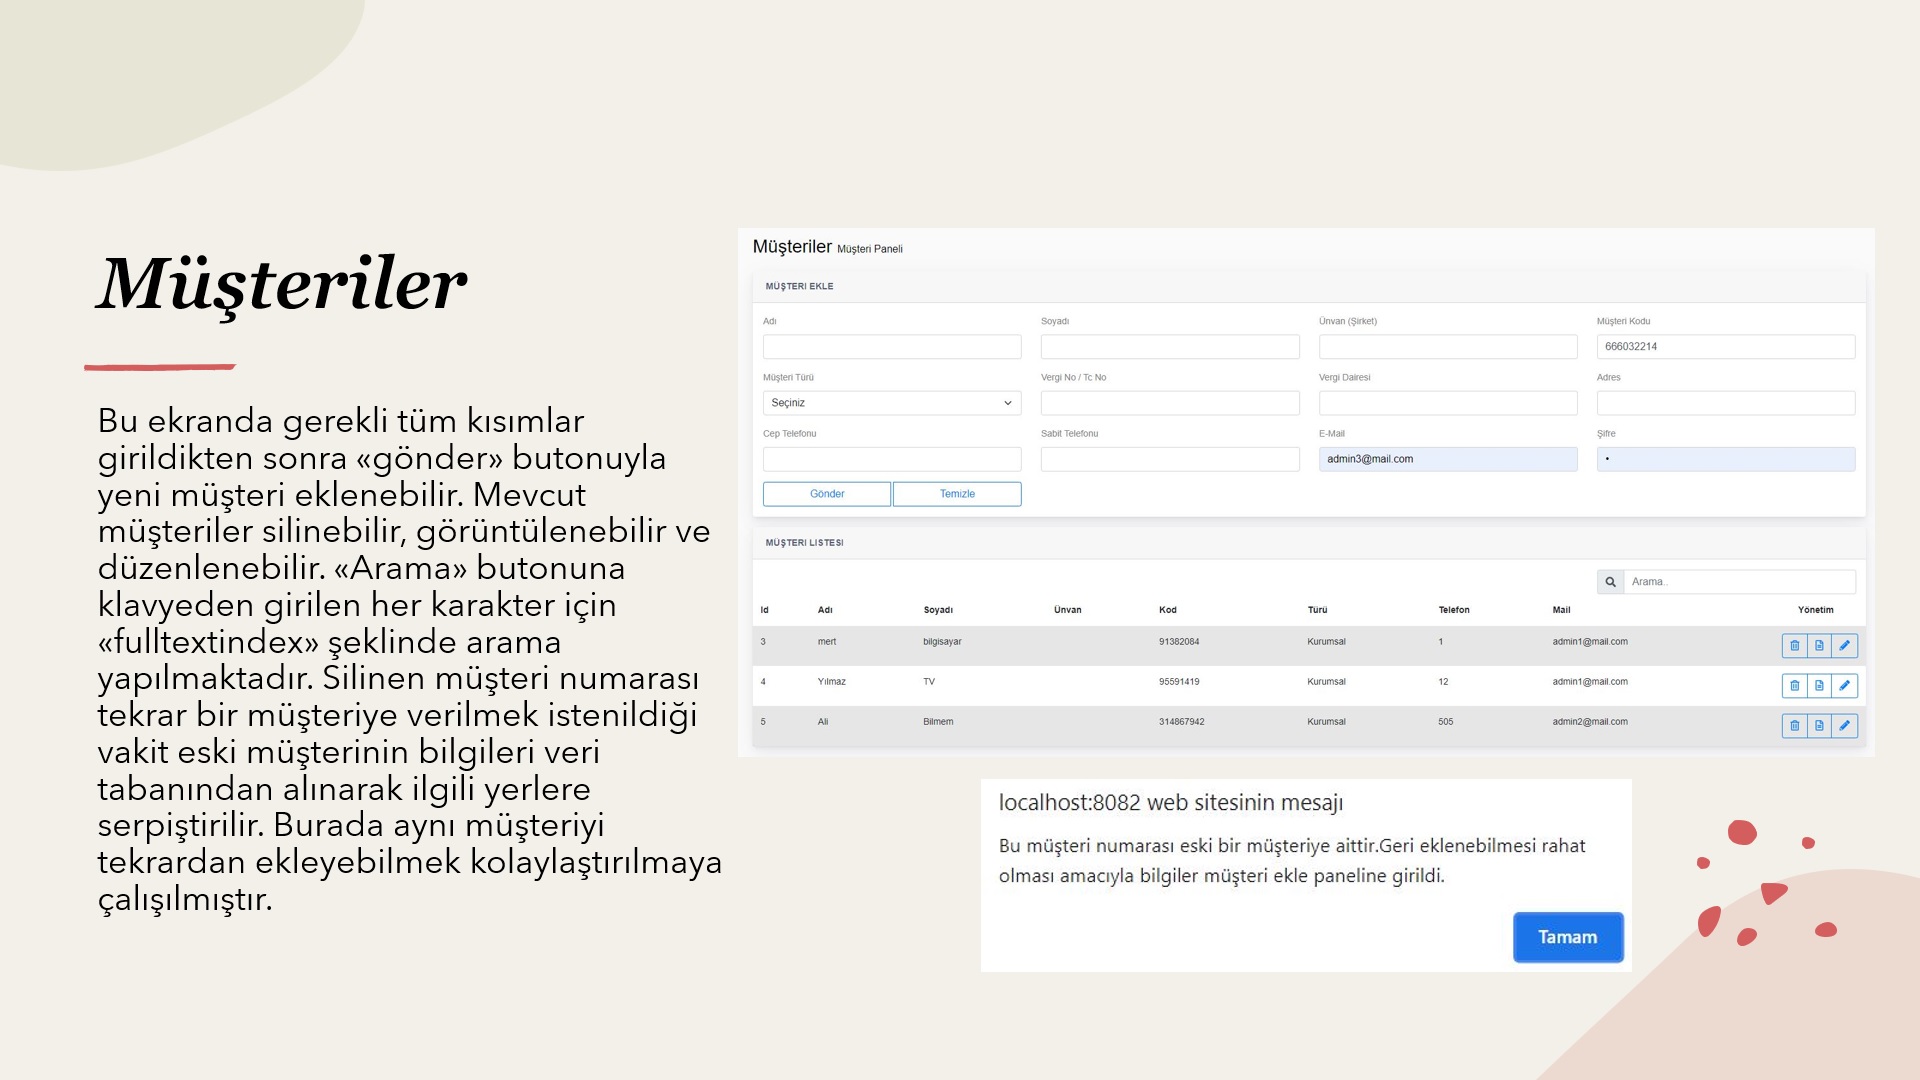 Müşteriler
Bu ekranda gerekli tüm kısımlar
girildikten sonra «gönder» butonuyla
yeni müşteri eklenebilir. Mevcut
müşteriler silinebilir, görüntülenebilir ve
düzenlenebilir. «Arama» butonuna
klavyeden girilen her karakter için
«fulltextindex» şeklinde arama
yapılmaktadır. Silinen müşteri numarası
tekrar bir müşteriye verilmek istenildiği
vakit eski müşterinin bilgileri veri
tabanından alınarak ilgili yerlere
serpiştirilir. Burada aynı müşteriyi
tekrardan ekleyebilmek kolaylaştırılmaya
çalışılmıştır.
Müşteriler Müşteri Paneli
MÜŞTERI EKLE
Adı Soyadı Ünvan (Şirket) Müşteri Kodu
666032214
Müşteri Türü Vergi No / Tc No Vergi Dairesi Adres
Seçiniz
Cep Telefonu Sabit Telefonu E-Mail Şifre
admin3@mail.com •
Gönder Temizle
MÜŞTERI LISTESI
Arama..
Id Adı Soyadı Ünvan Kod Türü Telefon Mail Yönetim
3 mert bilgisayar 91382084 Kurumsal 1 admin1@mail.com
4 Yılmaz TV 95591419 Kurumsal 12 admin1@mail.com
5 Ali Bilmem 314867942 Kurumsal 505 admin2@mail.com
localhost:8082 web sitesinin mesajı
Bu müşteri numarası eski bir müşteriye aittir.Geri eklenebilmesi rahat
olması amacıyla bilgiler müşteri ekle paneline girildi.
Tamam